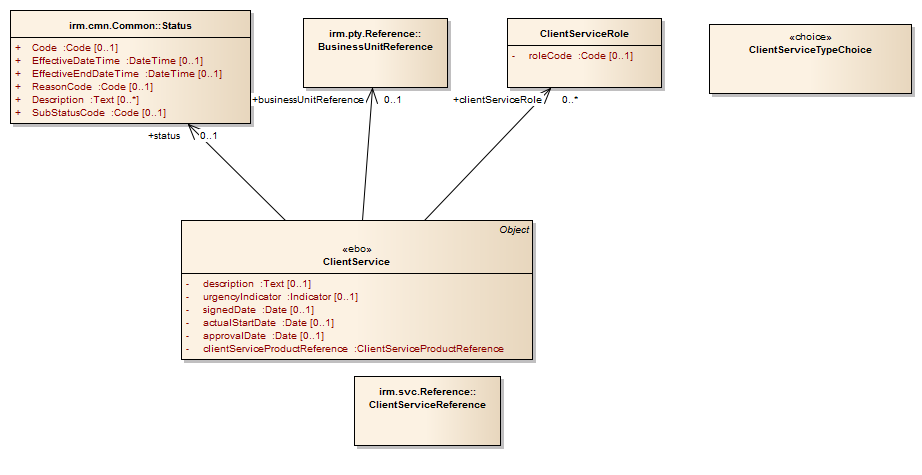 irm.cmn.Common::Status
+ Code :Code [0..1]
+ EffectiveDateTime :DateTime [0..1]
+ EffectiveEndDateTime :DateTime [0..1]
+ ReasonCode :Code [0..1]
+ Description :Text [0..*]
+ SubStatusCode :Code [0..1]
irm.pty.Reference::
BusinessUnitReference
ClientServiceRole
- roleCode :Code [0..1]
«choice»
ClientServiceTypeChoice
+status 0..1
+businessUnitReference 0..1
+clientServiceRole 0..*
Object
«ebo»
ClientService
- description :Text [0..1]
- urgencyIndicator :Indicator [0..1]
- signedDate :Date [0..1]
- actualStartDate :Date [0..1]
- approvalDate :Date [0..1]
- clientServiceProductReference :ClientServiceProductReference
irm.svc.Reference::
ClientServiceReference